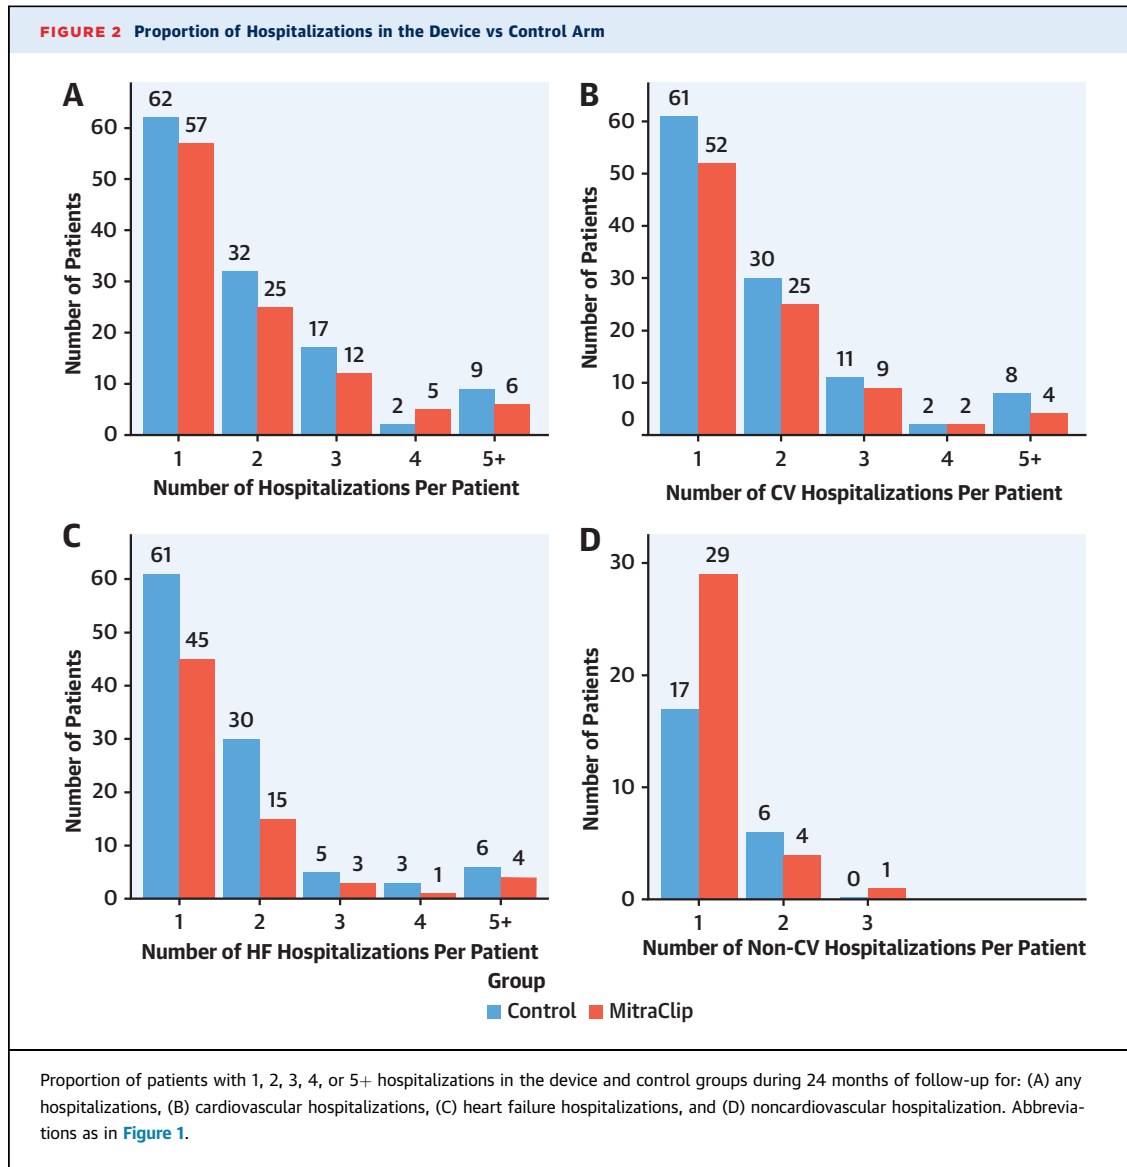 FIGURE 2 Proportion of Hospitalizations in the Device vs Control Arm
A
Number of Patients
60
50
40
30
20
10
0
62
57
32
25
17
12
2
5
9
6
1 2 3 4 5+
Number of Hospitalizations Per Patient
B
Number of Patients
60
50
40
30
20
10
0
61
52
30
25
11
9
2
2
8
4
1 2 3 4 5+
Number of CV Hospitalizations Per Patient
C
Number of Patients
60
50
40
30
20
10
0
61
45
30
15
5
3
3
1
6
4
1 2 3 4 5+
Number of HF Hospitalizations Per Patient
D
Number of Patients
30
20
10
0
17
29
6
4
0
1
1 2 3
Number of Non-CV Hospitalizations Per Patient
Group
Control MitraClip
Proportion of patients with 1, 2, 3, 4, or 5+ hospitalizations in the device and control groups during 24 months of follow-up for: (A) any
hospitalizations, (B) cardiovascular hospitalizations, (C) heart failure hospitalizations, and (D) noncardiovascular hospitalization. Abbrevia-
tions as in Figure 1.